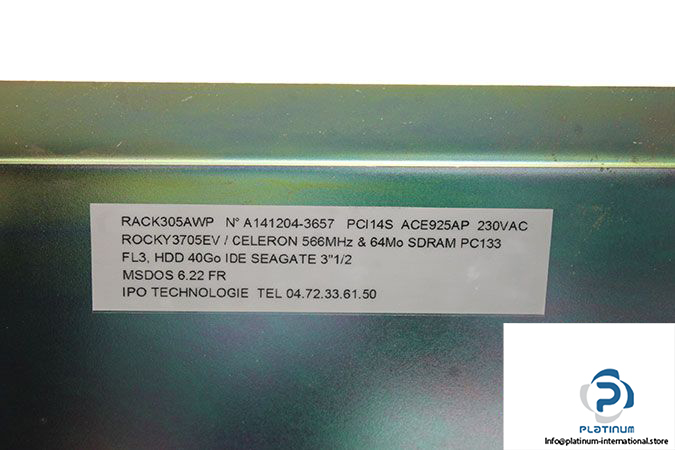 RACK305AWP N° A141204-3657 PCI14S ACE925AP 230VAC
ROCKY3705EV / CELERON 566MHz & 64Mo SDRAM PC133
FL3, HDD 40Go IDE SEAGATE 3"1/2
MSDOS 6.22 FR
IPO TECHNOLOGIE TEL 04.72.33.61.50
PLATINUM
Info@platinum-international.store